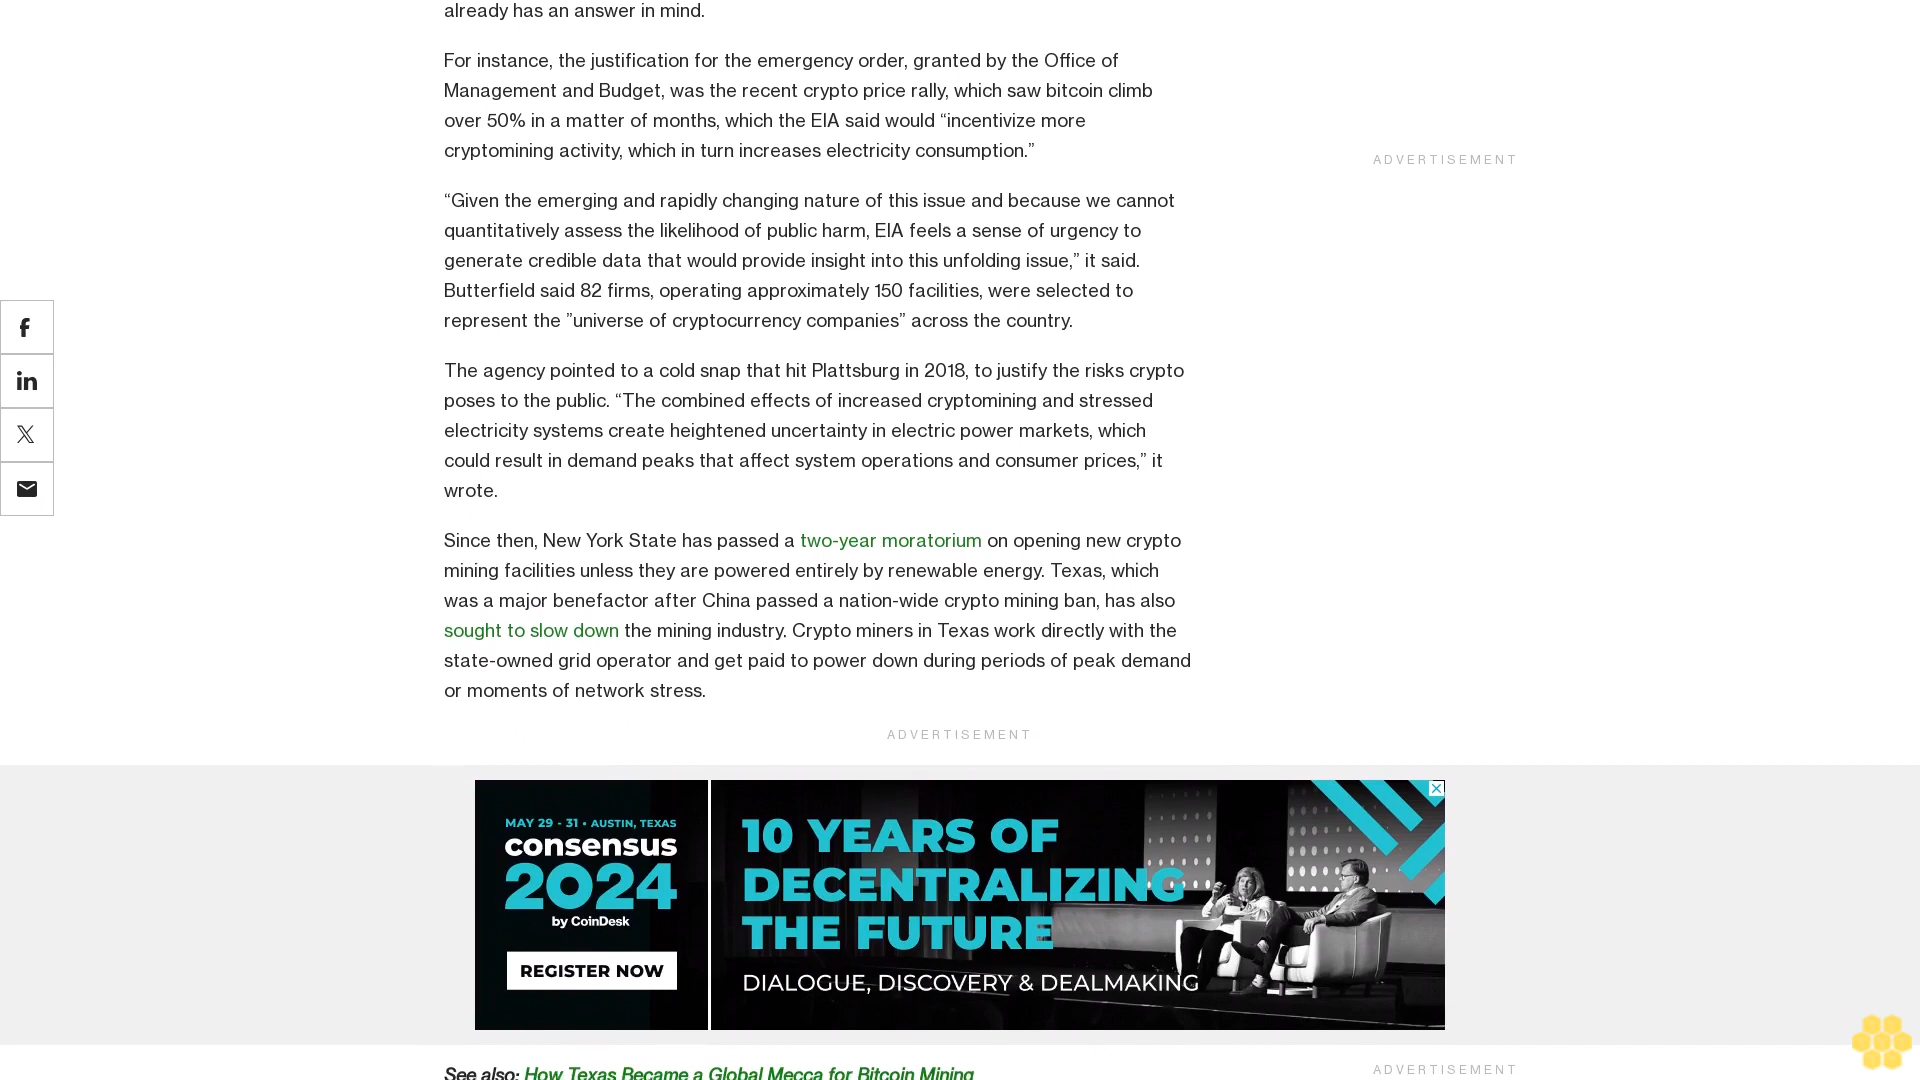 already has an answer in mind.
For instance, the justification for the emergency order, granted by the Office of
Management and Budget, was the recent crypto price rally, which saw bitcoin climb
over 50% in a matter of months, which the EIA said would “incentivize more
cryptomining activity, which in turn increases electricity consumption.”
ADVERTISEMENT
“Given the emerging and rapidly changing nature of this issue and because we cannot
quantitatively assess the likelihood of public harm, EIA feels a sense of urgency to
generate credible data that would provide insight into this unfolding issue,” it said.
Butterfield said 82 firms, operating approximately 150 facilities, were selected to
represent the ”universe of cryptocurrency companies” across the country.
The agency pointed to a cold snap that hit Plattsburg in 2018, to justify the risks crypto
poses to the public. “The combined effects of increased cryptomining and stressed
electricity systems create heightened uncertainty in electric power markets, which
could result in demand peaks that affect system operations and consumer prices,” it
wrote.
Since then, New York State has passed a two-year moratorium on opening new crypto
mining facilities unless they are powered entirely by renewable energy. Texas, which
was a major benefactor after China passed a nation-wide crypto mining ban, has also
sought to slow down the mining industry. Crypto miners in Texas work directly with the
state-owned grid operator and get paid to power down during periods of peak demand
or moments of network stress.
ADVERTISEMENT
MAY 29 - 31 • AUSTIN, TEXAS
consensus
2024
by CoinDesk
REGISTER NOW
10 YEARS OF
DECENTRALIZING
THE FUTURE
DIALOGUE, DISCOVERY & DEALMAKING
See also: How Texas Became a Global Mecca for Bitcoin Mining
ADVERTISEMENT